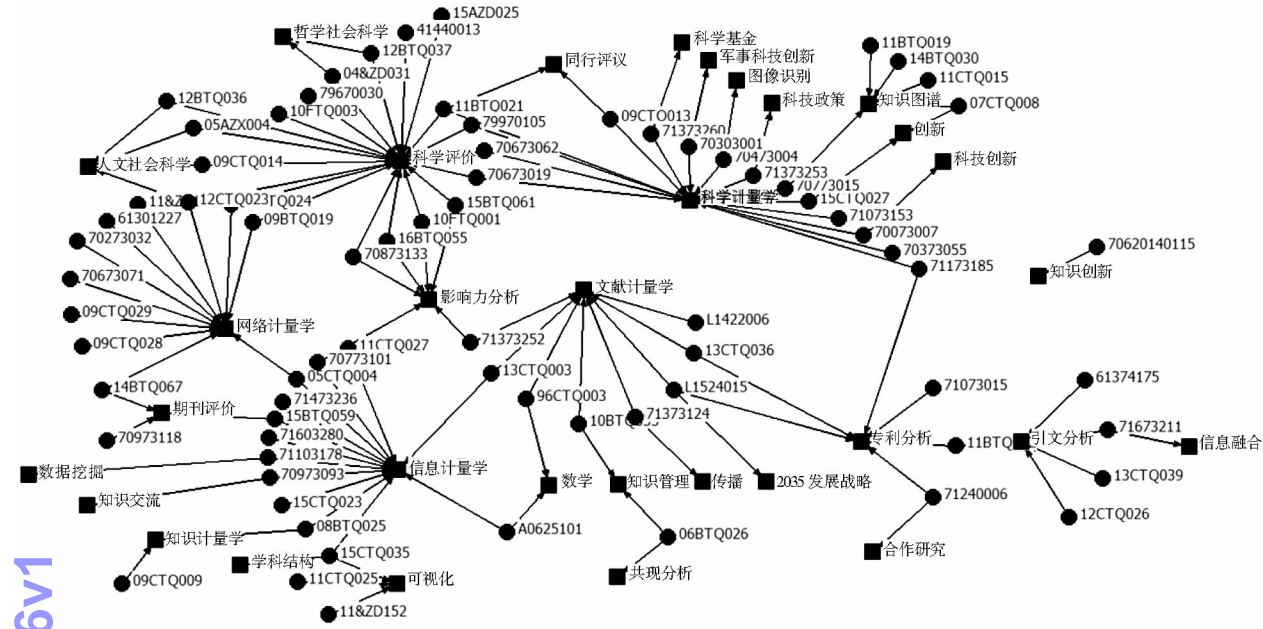 15AZD025
哲学社会科学
41440013
12BTQ037
科学基金
11BTQ019
军事科技创新
14BTQ030
同行评议
04&ZD031
图像识别
11CTQ015
79670030
12BTQ036
10FTQ003
11BTQ021
科技政策
知识图谱
07CTQ008
09CTQ013
05AZX004
79970105
71373260
创新
70303001
70673062
人文社会科学
09CTQ014
科学评价
70473004
科技创新
70673019
71373253
70773015
科学计量学
15CTQ027
12CTQ023
TQ024
15BTQ061
61301227
09BTQ019
10FTQ001
71073153
70273032
16BTQ055
70073007
70873133
70373055
70620140115
71173185
70673071
知识创新
文献计量学
影响力分析
09CTQ029
网络计量学
L1422006
09CTQ028
11CTQ027
71373252
13CTQ036
70773101
05CTQ004
13CTQ003
14BTQ067
L1524015
71073015
61374175
71473236
96CTQ003
期刊评价
15BTQ059
71373124
10BTQ
71603280
70973118
专利分析
11BTQ
引文分析
71673211
信息融合
71103178
数据挖掘
信息计量学
70973093
数学
知识管理
传播
2035 发展战略
13CTQ039
知识交流
15CTQ023
71240006
12CTQ026
08BTQ025
A0625101
06BTQ026
知识计量学
15CTQ035
合作研究
学科结构
09CTQ009
11CTQ025
可视化
共现分析
11&ZD152
6v1